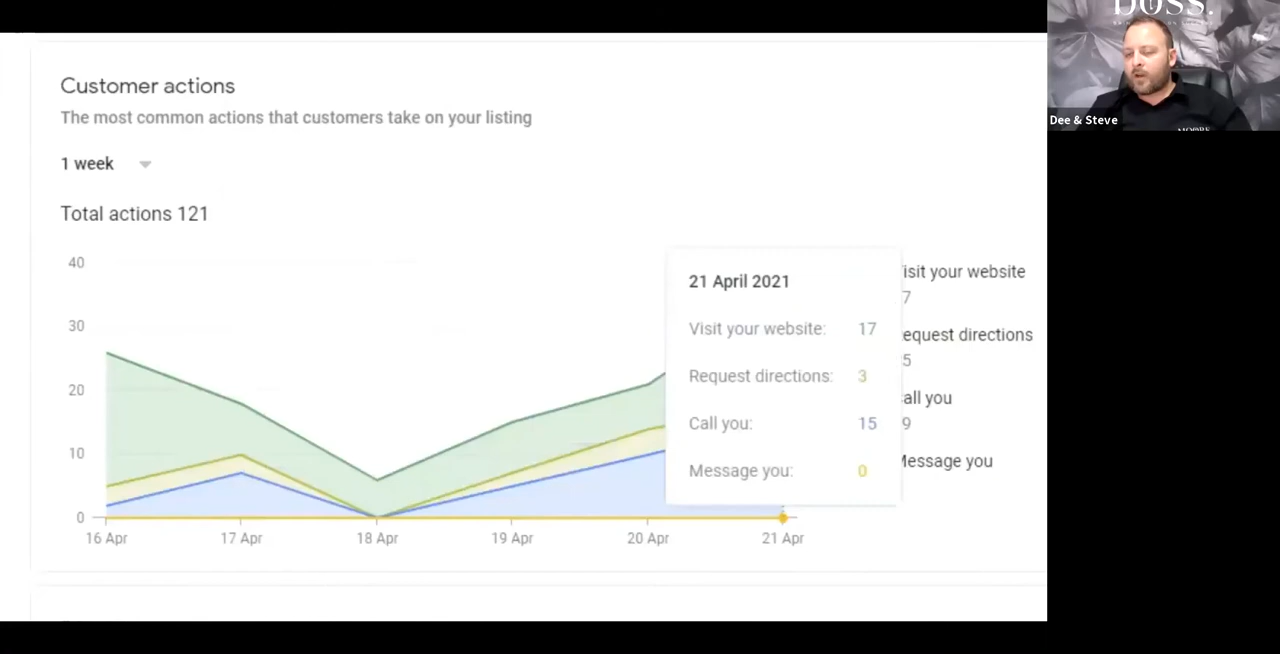 Customer actions
The most common actions that customers take on your listing
1 week
Total actions 121
40
30
20
10
0
16 Apr
17 Apr
18 Apr
19 Apr
20 Apr
21 Apr
21 April 2021
Visit your website: 17
Request directions: 3
Call you: 15
Message you: 0
isit your website
7
equest directions
5
all you
9
Message you
Dee & Steve
DOSS.
MOORE